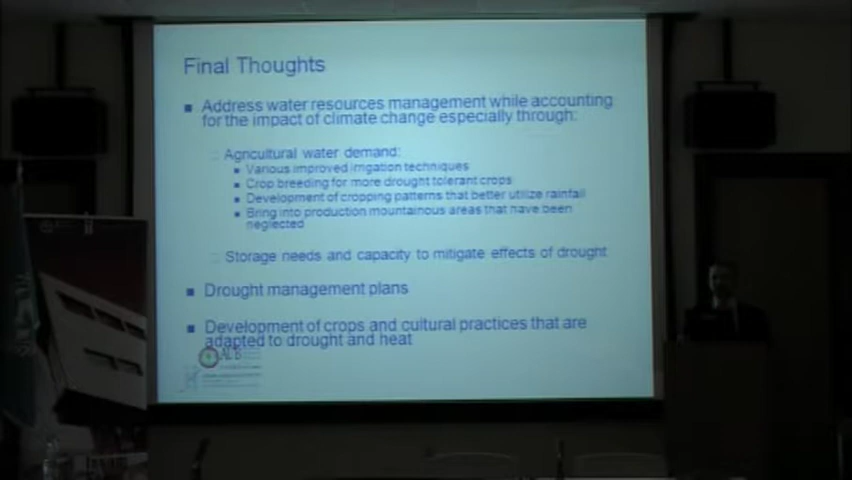 Final Thoughts
Address water resources management while accounting
for the impact of climate change especially through:
Agricultural water demand:
Various improved irrigation techniques
Crop breeding for more drought tolerant crops
Development of cropping patterns that better utilize rainfall
Bring into production mountainous areas that have been
neglected
Storage needs and capacity to mitigate effects of drought
Drought management plans
Development of crops and cultural practices that are
adapted to drought and heat